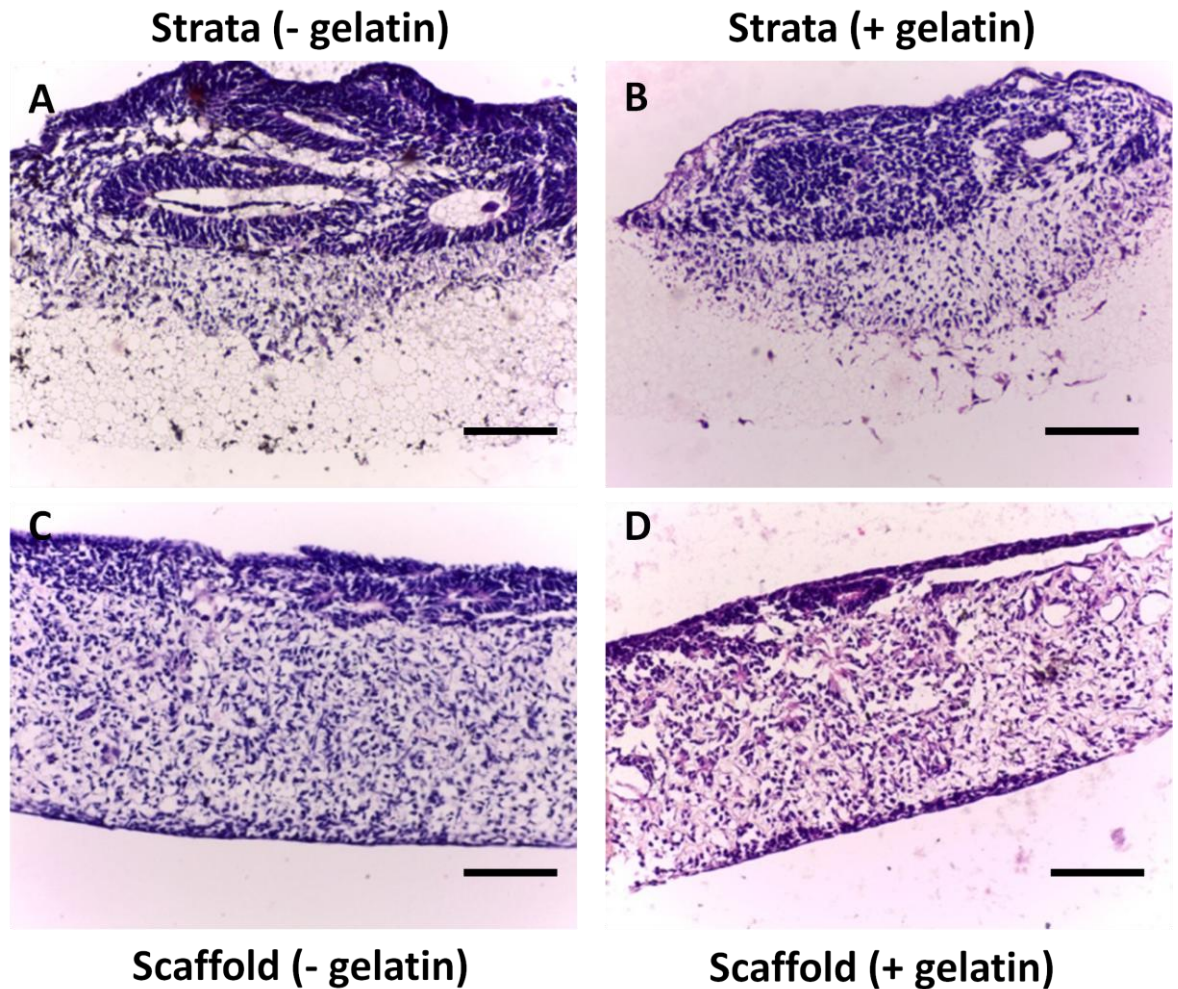 Strata (- gelatin)
Strata (+ gelatin)
A
B
C
D
Scaffold (- gelatin)
Scaffold (+ gelatin)